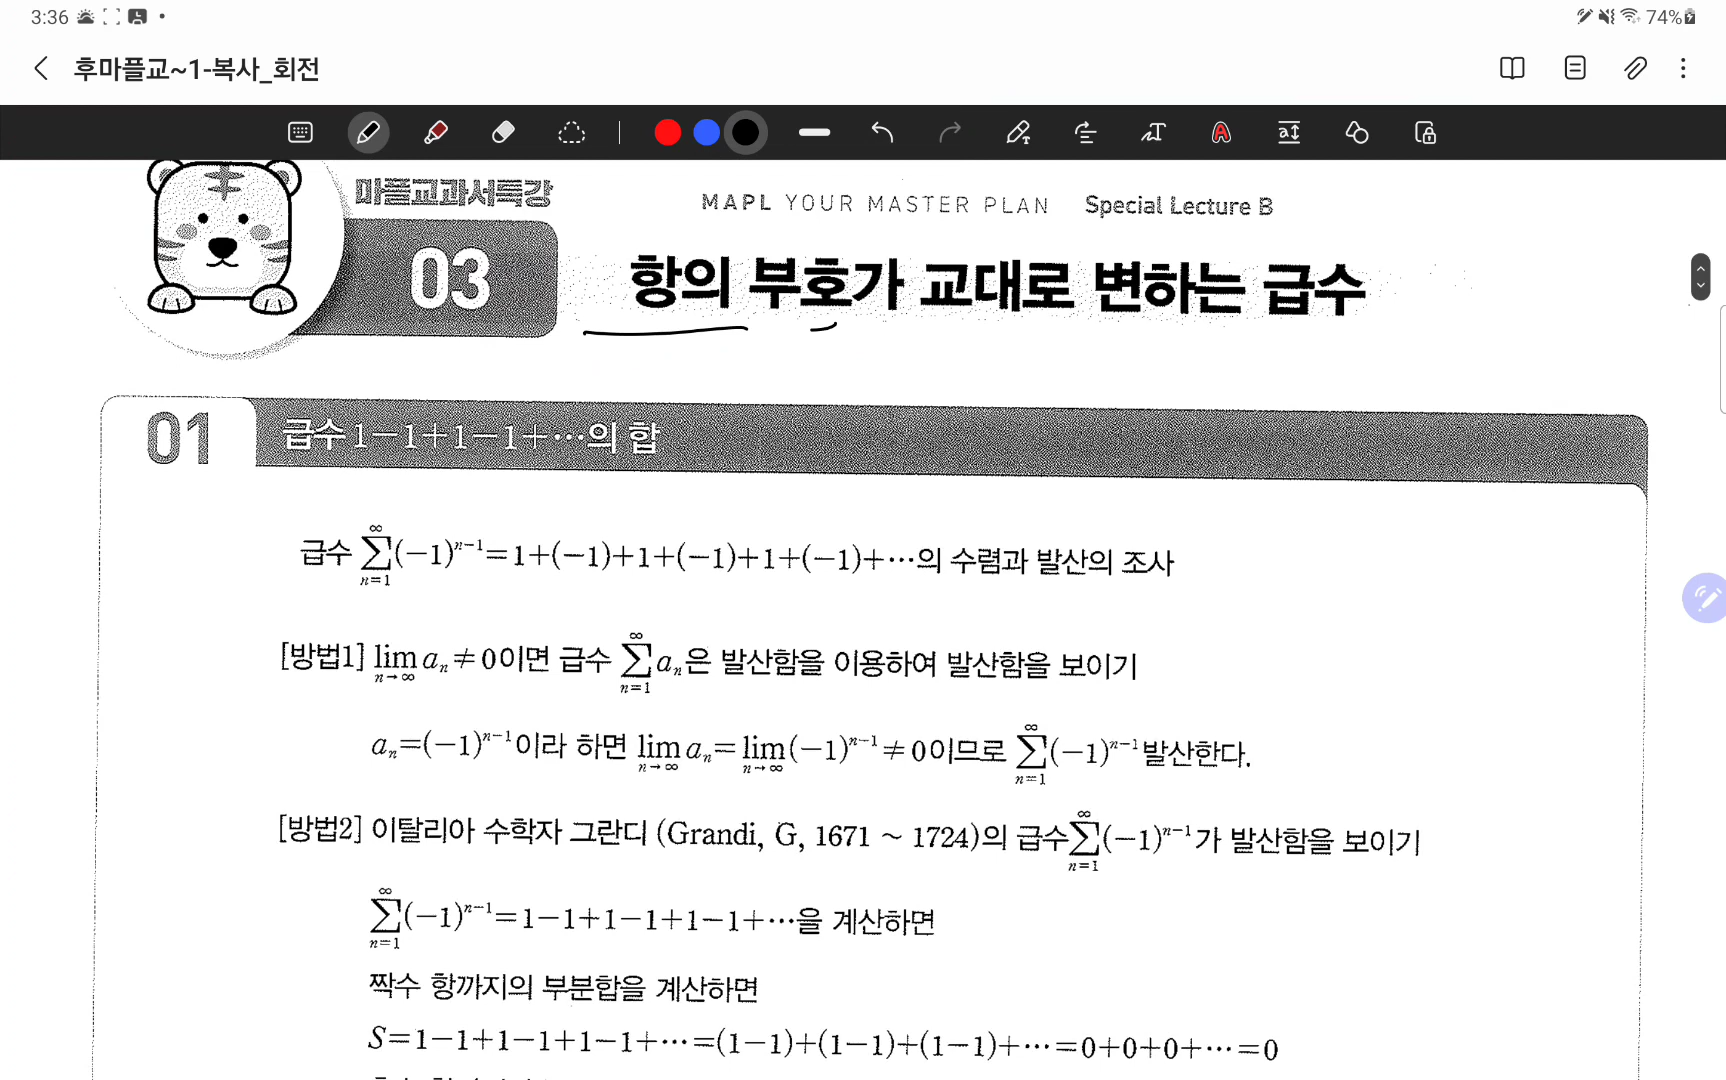 3:36
74%
후마플교~1-복사_회전
마플교과서특강
MAPL YOUR MASTER PLAN Special Lecture B
03 항의 부호가 교대로 변하는 급수
01 급수 1-1+1-1+⋯의 합
급수 ∑_{n=1}^{∞}(-1)^{n-1}=1+(-1)+1+(-1)+1+(-1)+⋯의 수렴과 발산의 조사
[방법1] lim_{n→∞} a_n≠0이면 급수 ∑_{n=1}^{∞} a_n은 발산함을 이용하여 발산함을 보이기
a_n=(-1)^{n-1}이라 하면 lim_{n→∞} a_n=lim_{n→∞}(-1)^{n-1}≠0이므로 ∑_{n=1}^{∞}(-1)^{n-1}발산한다.
[방법2] 이탈리아 수학자 그란디 (Grandi, G, 1671 ~ 1724)의 급수∑_{n=1}^{∞}(-1)^{n-1}가 발산함을 보이기
∑_{n=1}^{∞}(-1)^{n-1}=1-1+1-1+1-1+⋯을 계산하면
짝수 항까지의 부분합을 계산하면
S=1-1+1-1+1-1+⋯=(1-1)+(1-1)+(1-1)+⋯=0+0+0+⋯=0